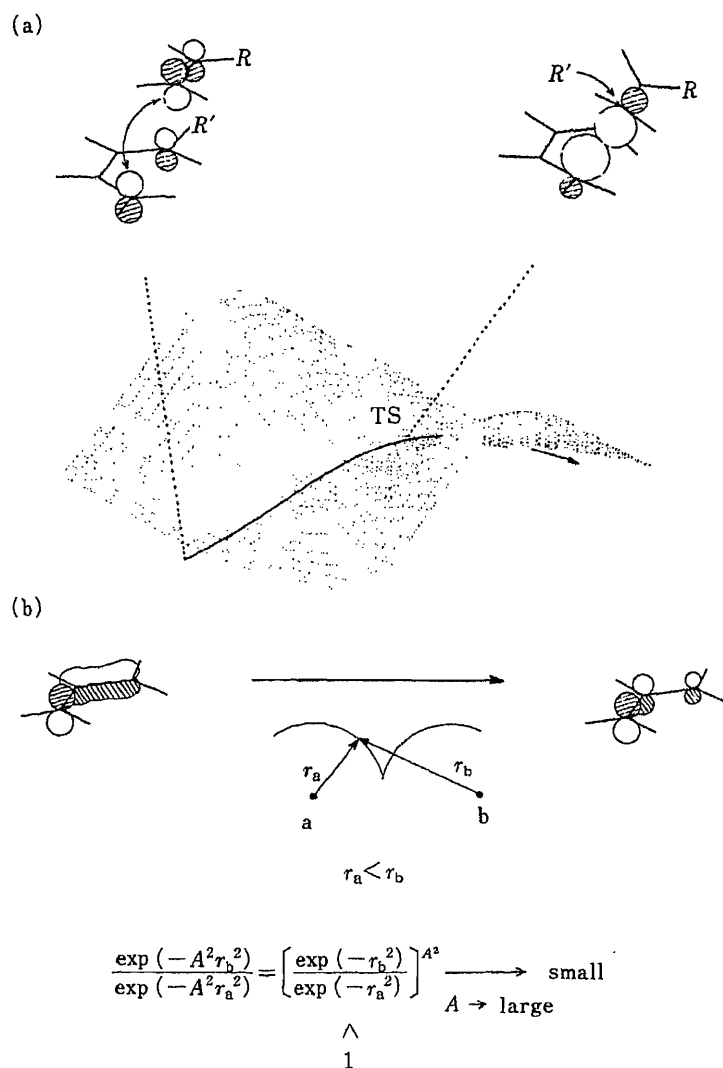 (a)
R
R'
R'
R
TS
(b)
r_a
r_b
a
b
r_a < r_b
exp (−A²r_b²) / exp (−A²r_a²) = [exp (−r_b²) / exp (−r_a²)]^A² ⟶ small
A → large
∧
1